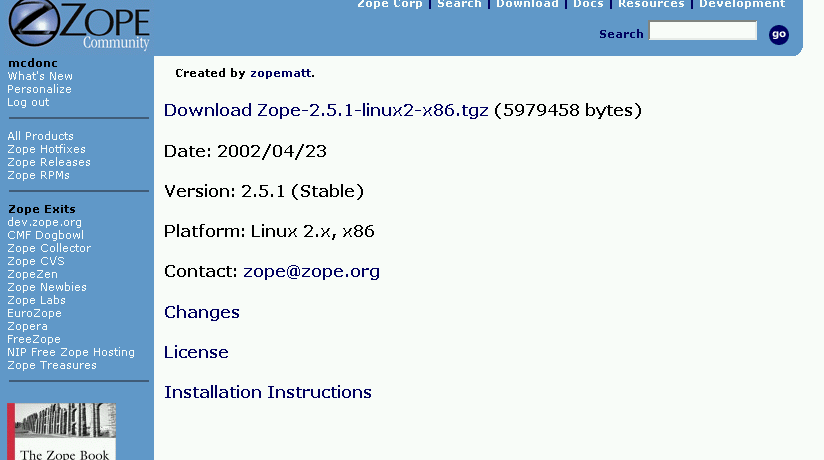 ZOPE
Community
Zope Corp | Search | Download | Docs | Resources | Development
Search go
mcdonc
What's New
Personalize
Log out
All Products
Zope Hotfixes
Zope Releases
Zope RPMs
Zope Exits
dev.zope.org
CMF Dogbowl
Zope Collector
Zope CVS
ZopeZen
Zope Newbies
Zope Labs
EuroZope
Zopera
FreeZope
NIP Free Zope Hosting
Zope Treasures
The Zope Book
Created by zopematt.
Download Zope-2.5.1-linux2-x86.tgz (5979458 bytes)
Date: 2002/04/23
Version: 2.5.1 (Stable)
Platform: Linux 2.x, x86
Contact: zope@zope.org
Changes
License
Installation Instructions